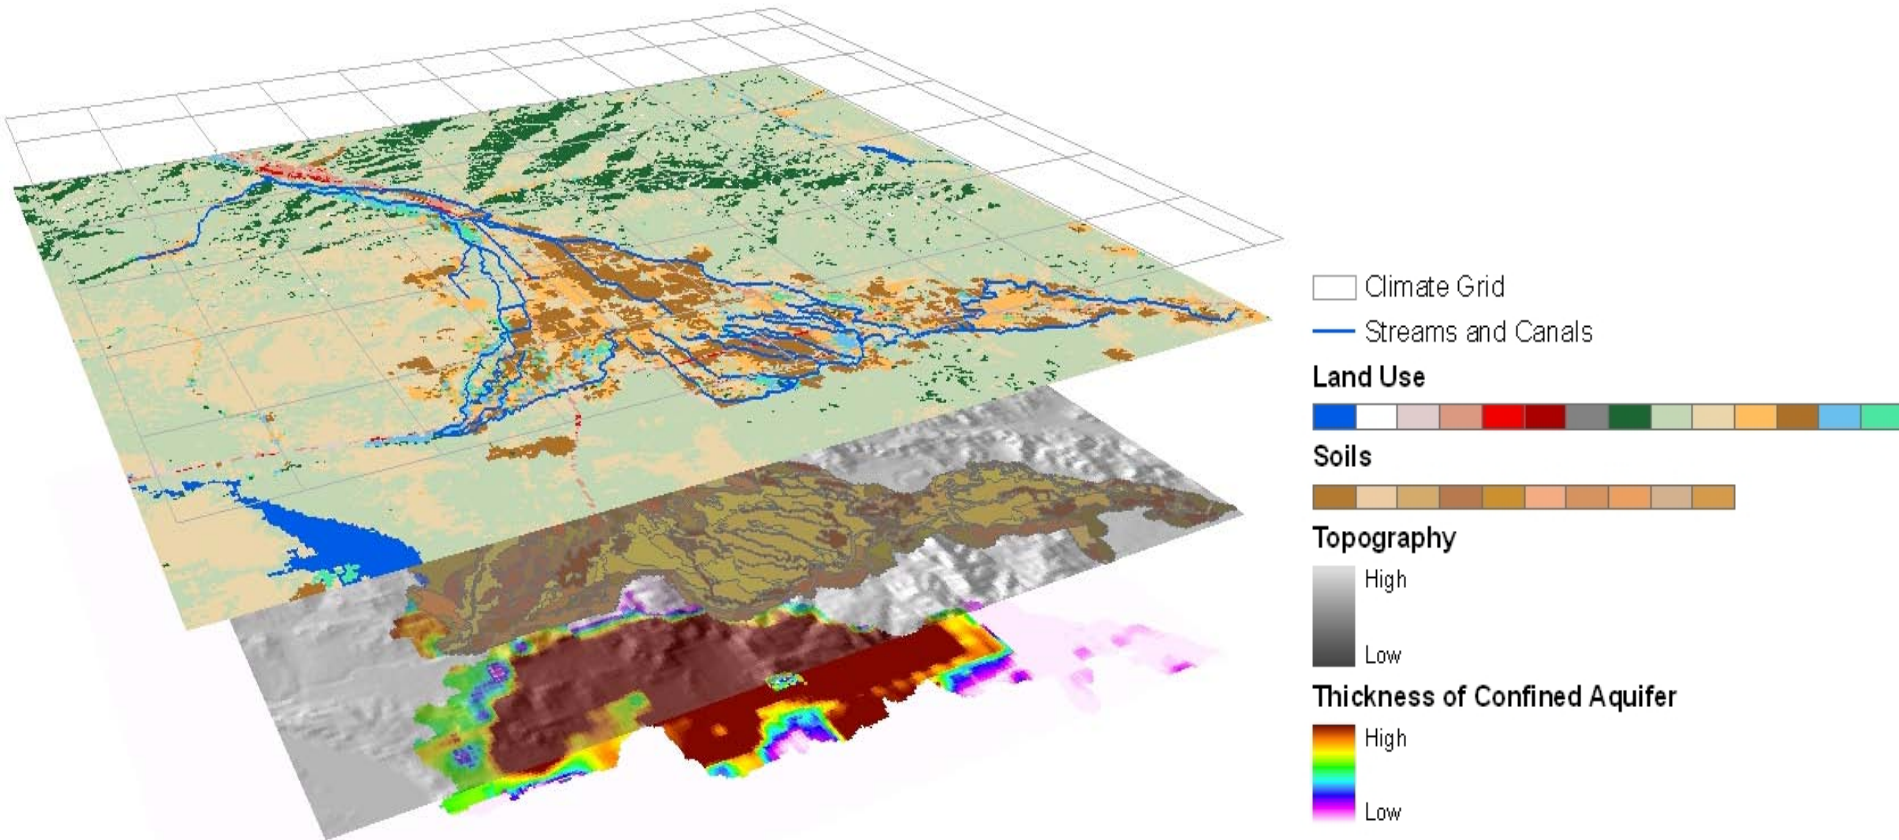 Climate Grid
Streams and Canals
Land Use
Soils
Topography
High
Low
Thickness of Confined Aquifer
High
Low